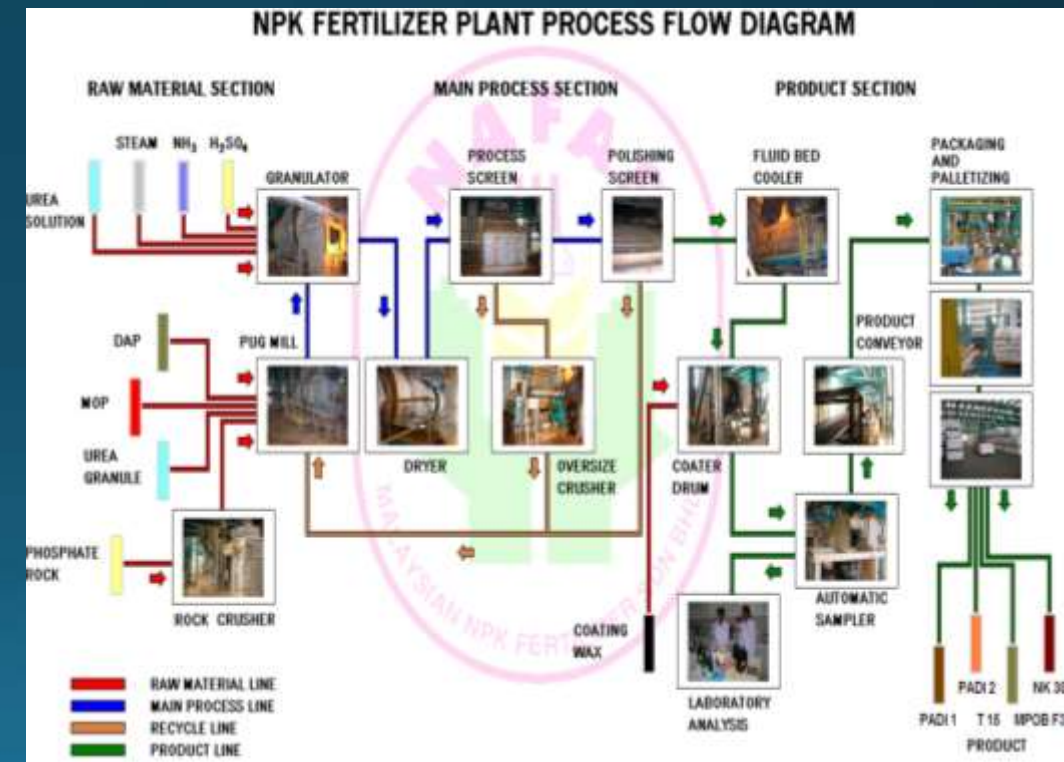 NPK FERTILIZER PLANT PROCESS FLOW DIAGRAM
RAW MATERIAL SECTION
MAIN PROCESS SECTION
PRODUCT SECTION
STEAM
NH₃
H₂SO₄
UREA
SOLUTION
GRANULATOR
PROCESS
SCREEN
POLISHING
SCREEN
FLUID BED
COOLER
PACKAGING
AND
PALLETIZING
DAP
MOP
UREA
GRANULE
PUG MILL
DRYER
OVERSIZE
CRUSHER
COATER
DRUM
PRODUCT
CONVEYOR
PHOSPHATE
ROCK
ROCK CRUSHER
COATING
WAX
LABORATORY
ANALYSIS
AUTOMATIC
SAMPLER
RAW MATERIAL LINE
MAIN PROCESS LINE
RECYCLE LINE
PRODUCT LINE
PADI 1
PADI 2
T 15
MPOB F3
NK 30
PRODUCT
NAFA
MALAYSIAN NPK FERTILIZER SDN BHD